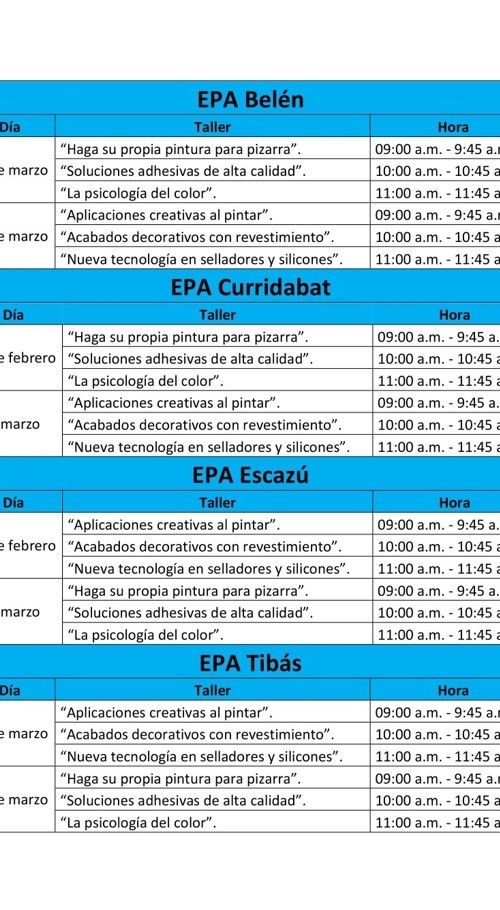 EPA Belén
Día Taller Hora
“Haga su propia pintura para pizarra”. 09:00 a.m. - 9:45 a.
marzo “Soluciones adhesivas de alta calidad”. 10:00 a.m. - 10:45 a
“La psicología del color”. 11:00 a.m. - 11:45 a
“Aplicaciones creativas al pintar”. 09:00 a.m. - 9:45 a.
marzo “Acabados decorativos con revestimiento”. 10:00 a.m. - 10:45 a
“Nueva tecnología en selladores y silicones”. 11:00 a.m. - 11:45 a
EPA Curridabat
Día Taller Hora
“Haga su propia pintura para pizarra”. 09:00 a.m. - 9:45 a.
e febrero “Soluciones adhesivas de alta calidad”. 10:00 a.m. - 10:45 a
“La psicología del color”. 11:00 a.m. - 11:45 a
“Aplicaciones creativas al pintar”. 09:00 a.m. - 9:45 a.
marzo “Acabados decorativos con revestimiento”. 10:00 a.m. - 10:45 a
“Nueva tecnología en selladores y silicones”. 11:00 a.m. - 11:45 a
EPA Escazú
Día Taller Hora
“Aplicaciones creativas al pintar”. 09:00 a.m. - 9:45 a.
e febrero “Acabados decorativos con revestimiento”. 10:00 a.m. - 10:45 a
“Nueva tecnología en selladores y silicones”. 11:00 a.m. - 11:45 a
“Haga su propia pintura para pizarra”. 09:00 a.m. - 9:45 a.
marzo “Soluciones adhesivas de alta calidad”. 10:00 a.m. - 10:45 a
“La psicología del color”. 11:00 a.m. - 11:45 a
EPA Tibás
Día Taller Hora
“Aplicaciones creativas al pintar”. 09:00 a.m. - 9:45 a.
e marzo “Acabados decorativos con revestimiento”. 10:00 a.m. - 10:45 a
“Nueva tecnología en selladores y silicones”. 11:00 a.m. - 11:45 a
“Haga su propia pintura para pizarra”. 09:00 a.m. - 9:45 a.
e marzo “Soluciones adhesivas de alta calidad”. 10:00 a.m. - 10:45 a
“La psicología del color”. 11:00 a.m. - 11:45 a